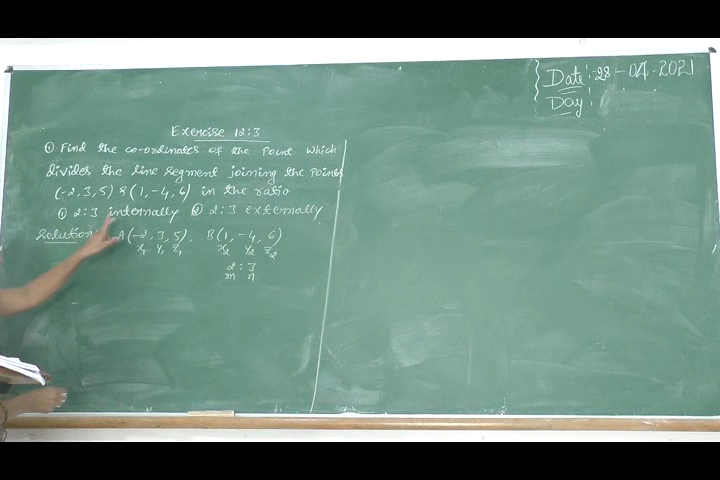 Date: 28-04-2021
Day :
Exercise 12:3
① Find the co-ordinates of the point which
divides the line segment joining the points
(-2, 3, 5) & (1, -4, 6) in the ratio
① 2:3 internally ② 2:3 externally
Solution: A(-2, 3, 5), B(1, -4, 6)
x₁ y₁ z₁ x₂ y₂ z₂
2 : 3
m n